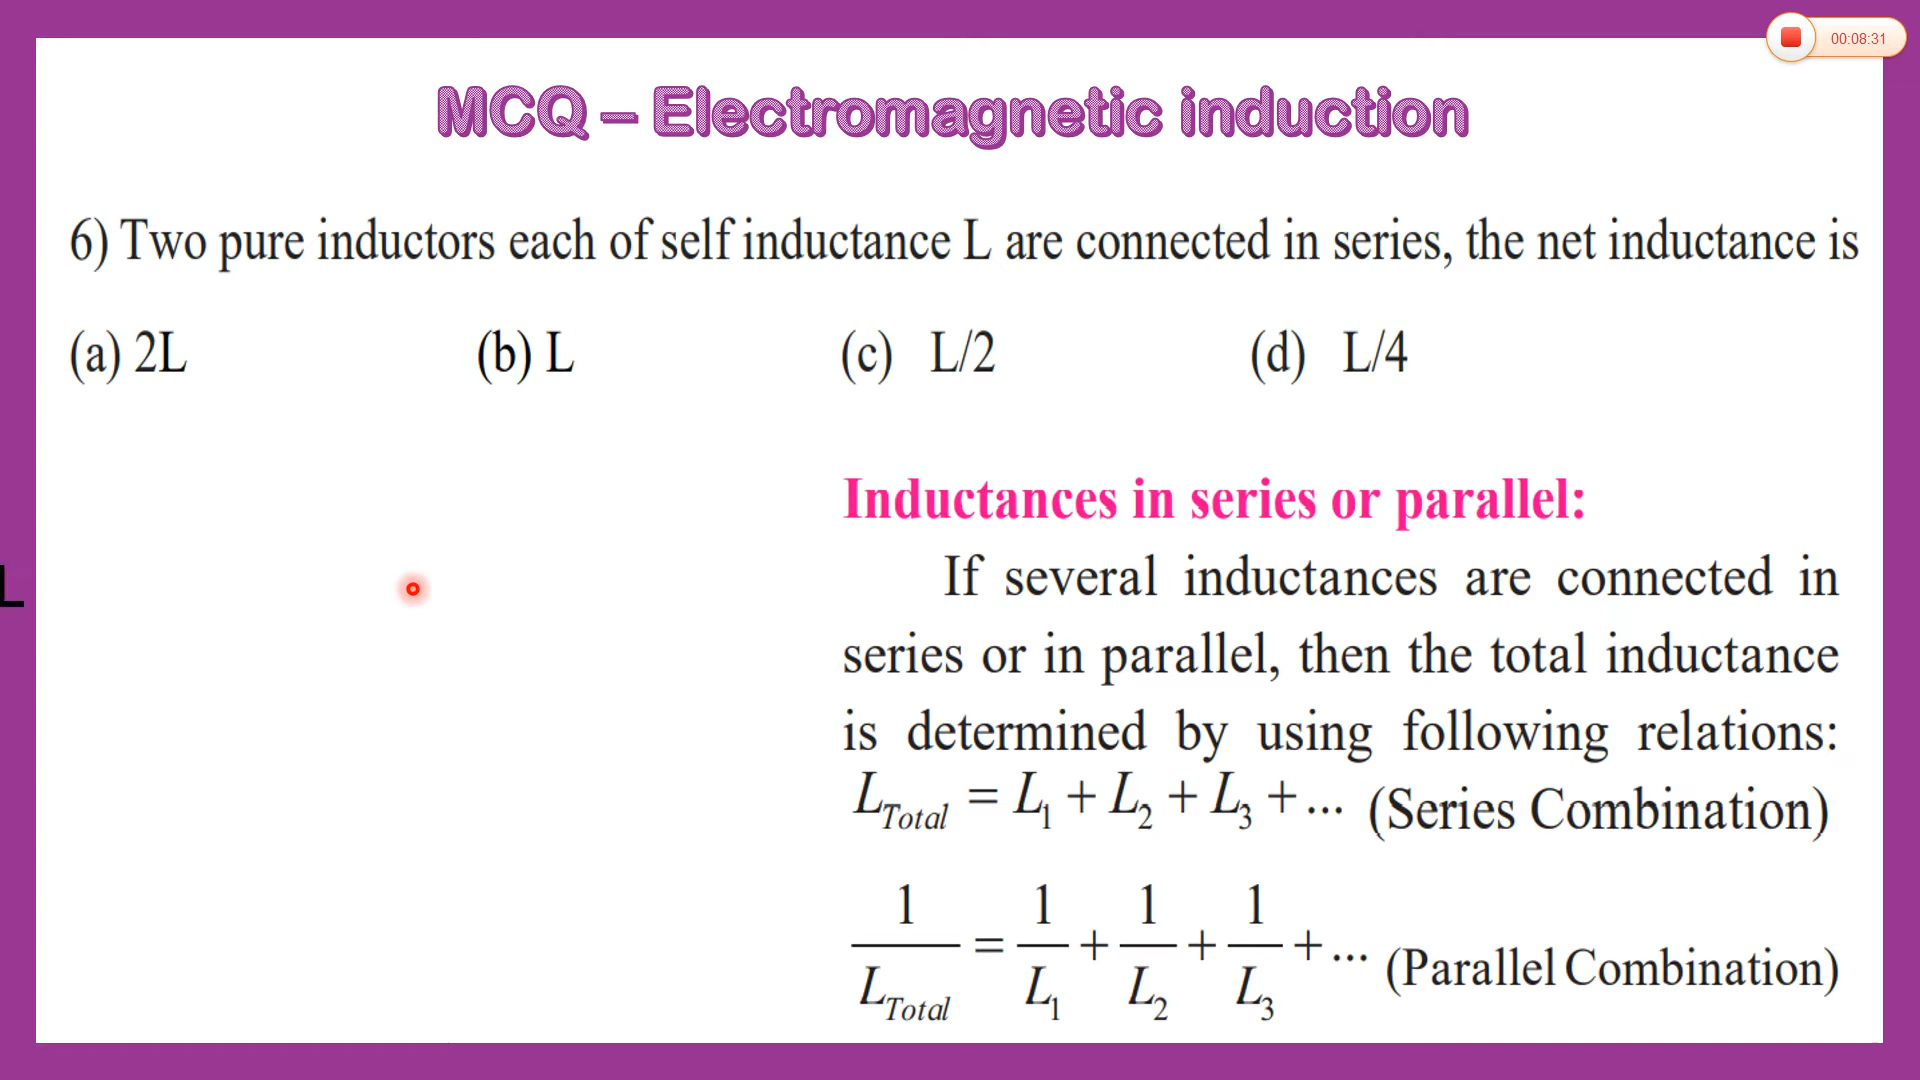 00:08:31
MCQ – Electromagnetic induction
6) Two pure inductors each of self inductance L are connected in series, the net inductance is
(a) 2L (b) L (c) L/2 (d) L/4
Inductances in series or parallel:
If several inductances are connected in
series or in parallel, then the total inductance
is determined by using following relations:
L_Total = L_1 + L_2 + L_3 + ... (Series Combination)
1/L_Total = 1/L_1 + 1/L_2 + 1/L_3 + ... (Parallel Combination)
L